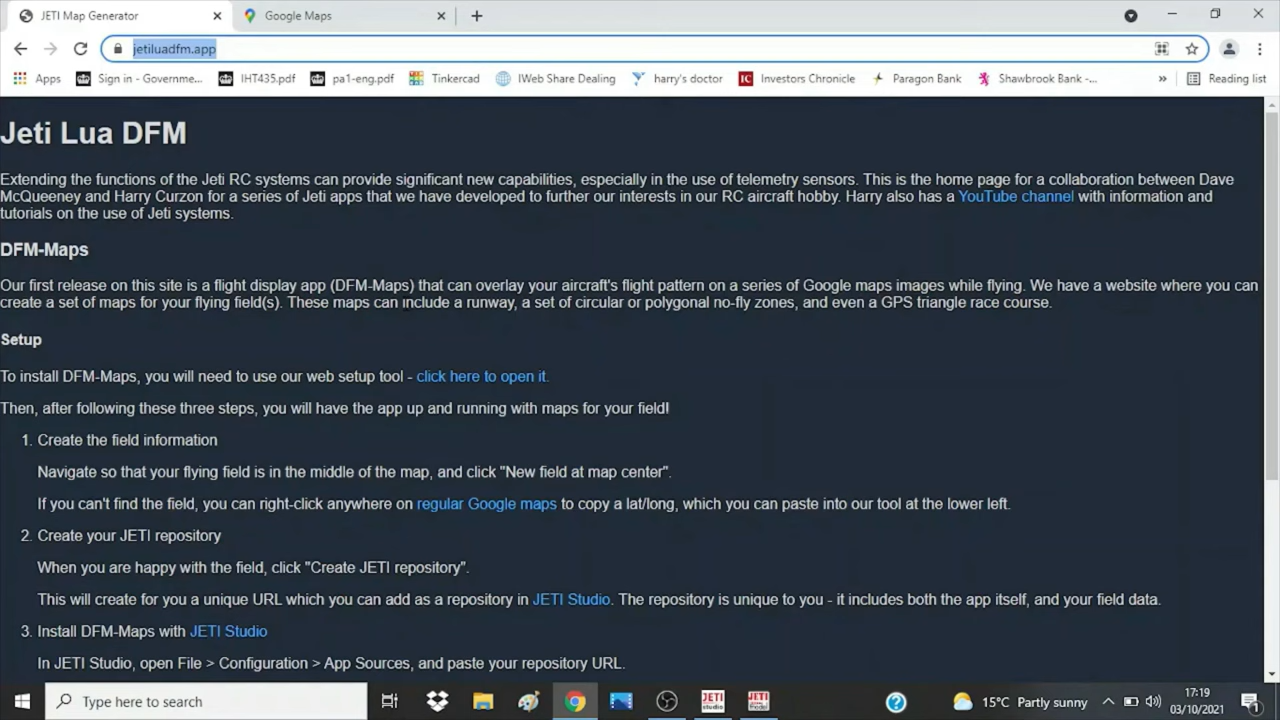 JETI Map Generator
Google Maps
jetiluadfm.app
Apps
Sign in - Governme...
IHT435.pdf
pa1-eng.pdf
Tinkercad
IWeb Share Dealing
harry's doctor
IC Investors Chronicle
Paragon Bank
Shawbrook Bank -...
»
Reading list
Jeti Lua DFM
Extending the functions of the Jeti RC systems can provide significant new capabilities, especially in the use of telemetry sensors. This is the home page for a collaboration between Dave
McQueeney and Harry Curzon for a series of Jeti apps that we have developed to further our interests in our RC aircraft hobby. Harry also has a YouTube channel with information and
tutorials on the use of Jeti systems.
DFM-Maps
Our first release on this site is a flight display app (DFM-Maps) that can overlay your aircraft's flight pattern on a series of Google maps images while flying. We have a website where you can
create a set of maps for your flying field(s). These maps can include a runway, a set of circular or polygonal no-fly zones, and even a GPS triangle race course.
Setup
To install DFM-Maps, you will need to use our web setup tool - click here to open it.
Then, after following these three steps, you will have the app up and running with maps for your field!
1. Create the field information
Navigate so that your flying field is in the middle of the map, and click "New field at map center".
If you can't find the field, you can right-click anywhere on regular Google maps to copy a lat/long, which you can paste into our tool at the lower left.
2. Create your JETI repository
When you are happy with the field, click "Create JETI repository".
This will create for you a unique URL which you can add as a repository in JETI Studio. The repository is unique to you - it includes both the app itself, and your field data.
3. Install DFM-Maps with JETI Studio
In JETI Studio, open File > Configuration > App Sources, and paste your repository URL.
Type here to search
JETI studio
JETI model
15°C Partly sunny
17:19
03/10/2021
1